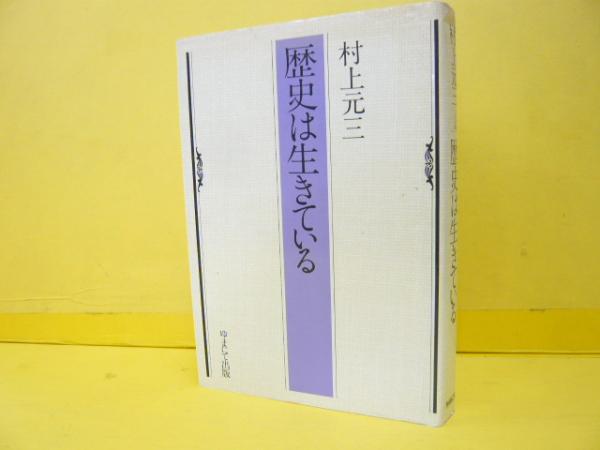 村上元三
歴史は生きている
ゆまにて出版
村上元三
歴史は生きている